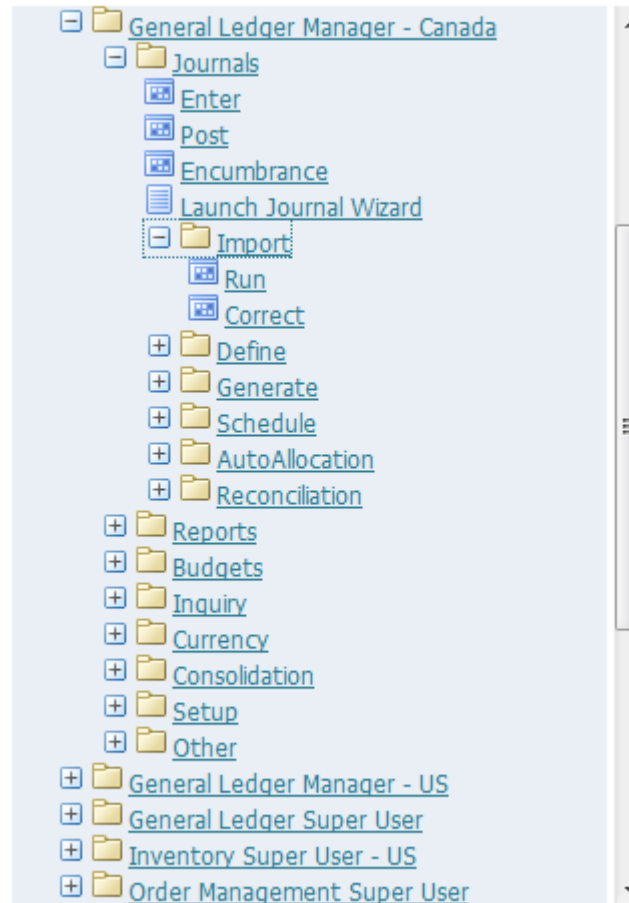 General Ledger Manager - Canada
Journals
Enter
Post
Encumbrance
Launch Journal Wizard
Import
Run
Correct
Define
Generate
Schedule
AutoAllocation
Reconciliation
Reports
Budgets
Inquiry
Currency
Consolidation
Setup
Other
General Ledger Manager - US
General Ledger Super User
Inventory Super User - US
Order Management Super User